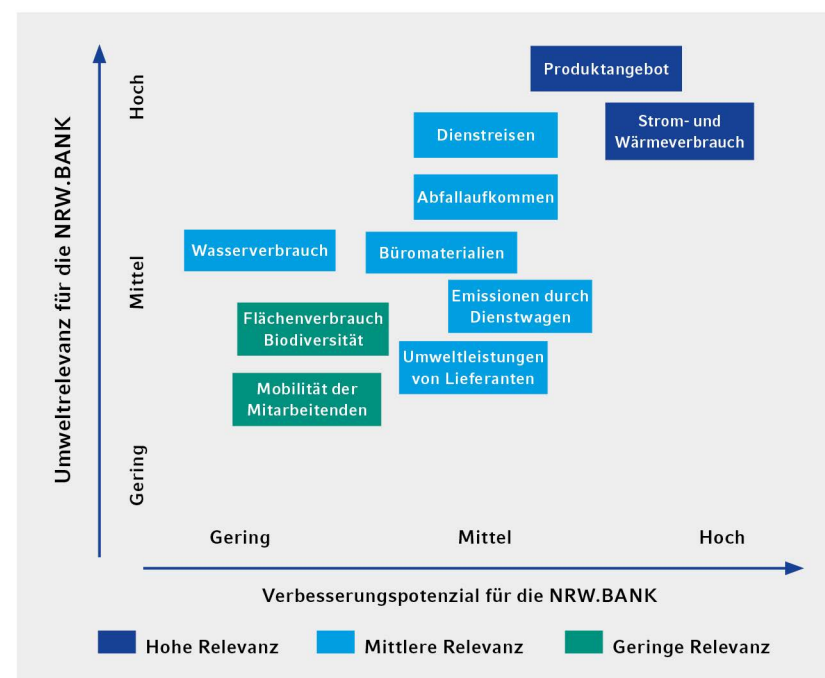 Umweltrelevanz für die NRW.BANK
Hoch
Mittel
Gering
Produktangebot
Strom- und
Wärmeverbrauch
Dienstreisen
Abfallaufkommen
Wasserverbrauch
Büromaterialien
Emissionen durch
Dienstwagen
Flächenverbrauch
Biodiversität
Umweltleistungen
von Lieferanten
Mobilität der
Mitarbeitenden
Gering
Mittel
Hoch
Verbesserungspotenzial für die NRW.BANK
Hohe Relevanz
Mittlere Relevanz
Geringe Relevanz